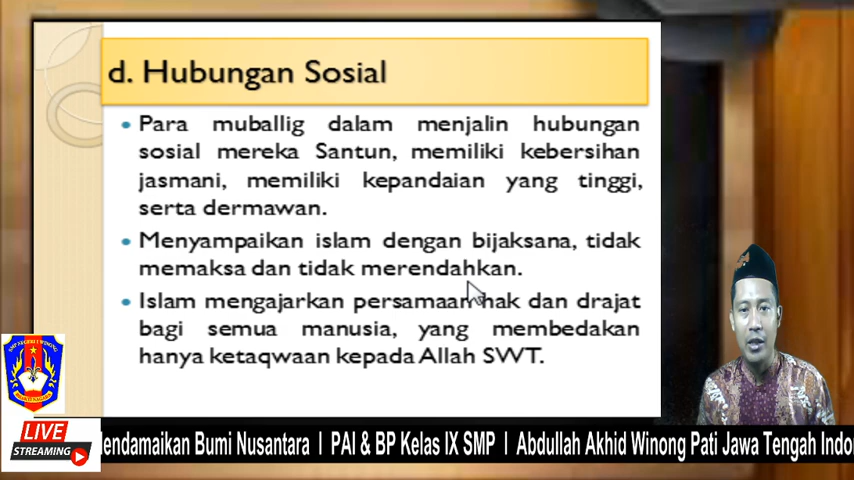 d. Hubungan Sosial
Para muballig dalam menjalin hubungan
sosial mereka Santun, memiliki kebersihan
jasmani, memiliki kepandaian yang tinggi,
serta dermawan.
Menyampaikan islam dengan bijaksana, tidak
memaksa dan tidak merendahkan.
Islam mengajarkan persamaan hak dan drajat
bagi semua manusia, yang membedakan
hanya ketaqwaan kepada Allah SWT.
LIVE
STREAMING
endamaikan Bumi Nusantara I PAI & BP Kelas IX SMP I Abdullah Akhid Winong Pati Jawa Tengah Indo